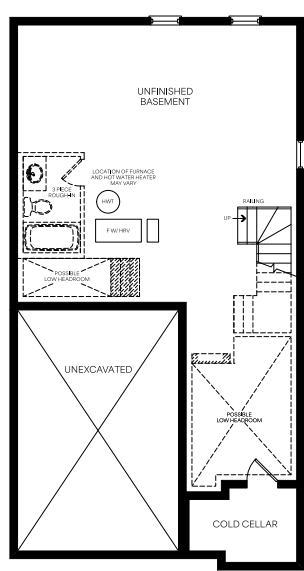 UNFINISHED
BASEMENT
LOCATION OF FURNACE
AND HOT WATER HEATER
MAY VARY
3 PIECE
ROUGH-IN
HWT
RAILING
UP
F W/ HRV
POSSIBLE
LOW HEADROOM
UNEXCAVATED
POSSIBLE
LOW HEADROOM
COLD CELLAR